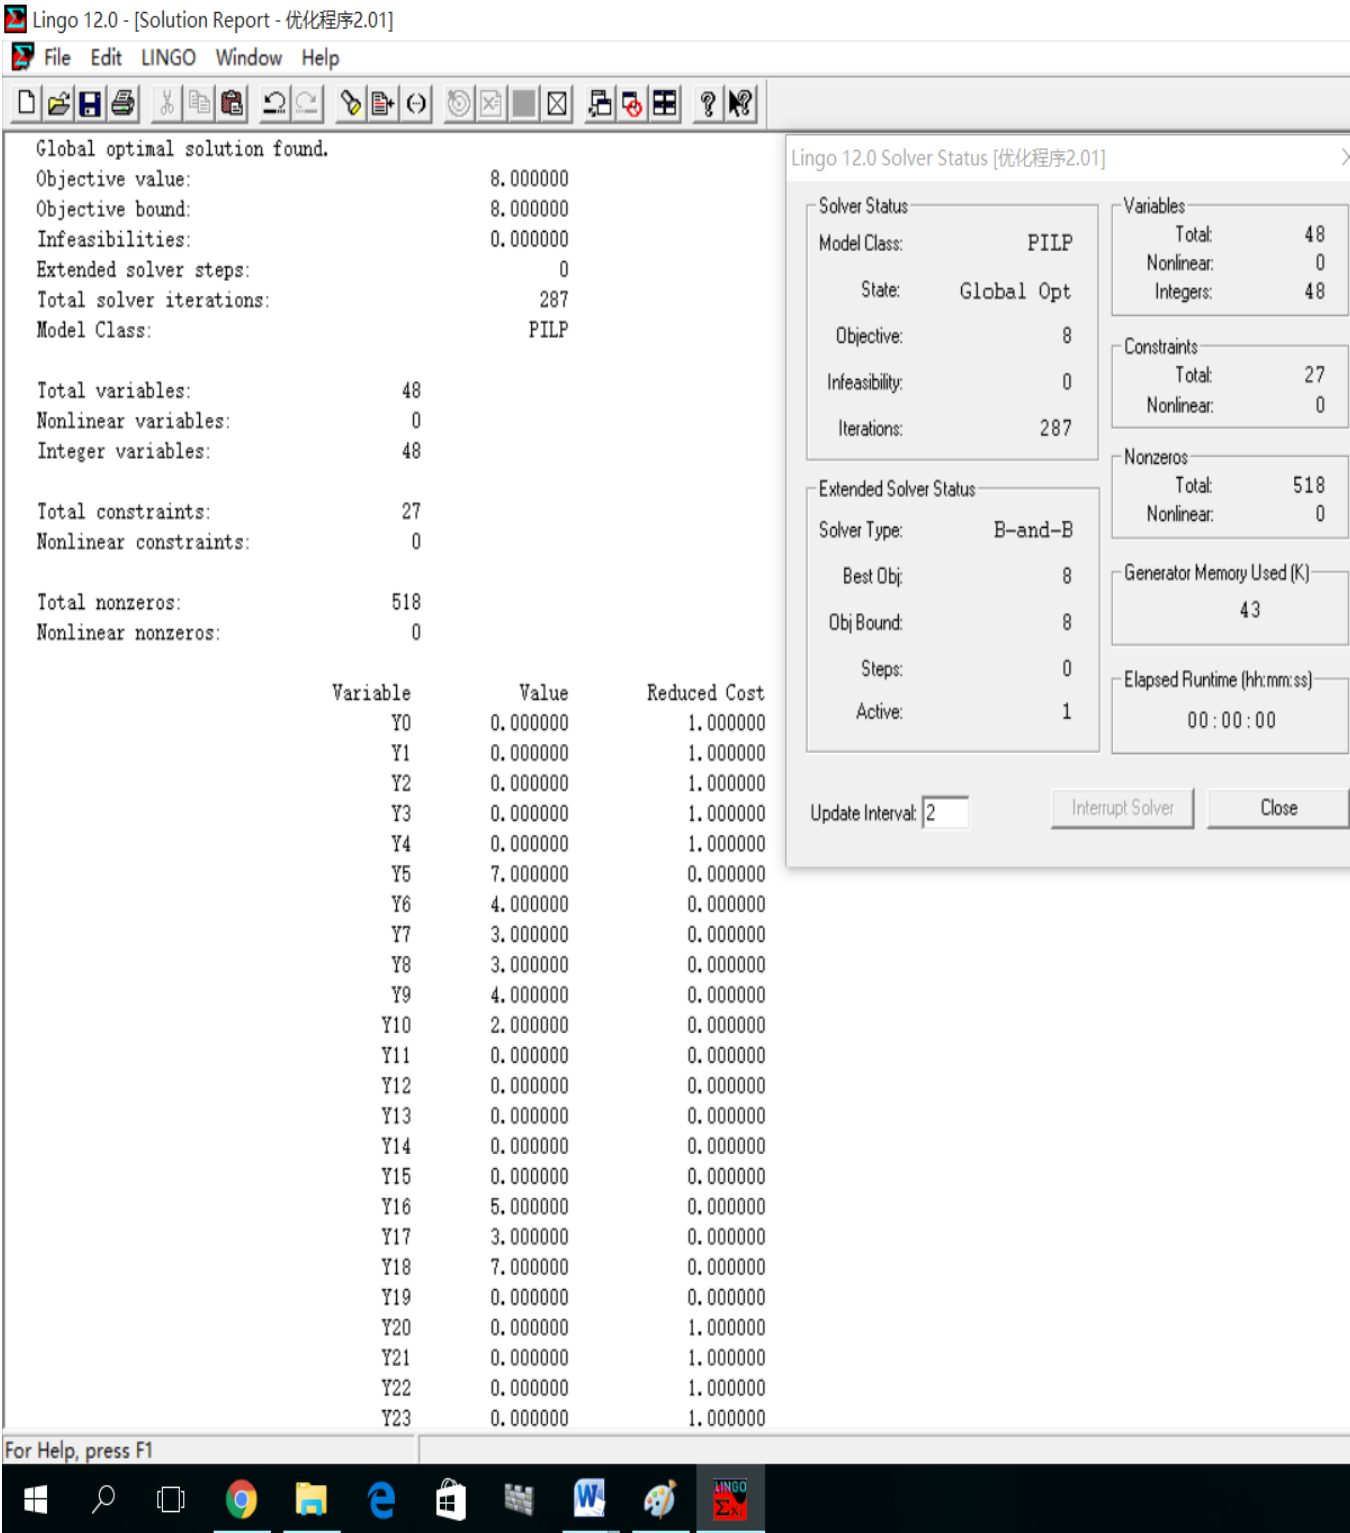 Lingo 12.0 - [Solution Report - 优化程序2.01]
File Edit LINGO Window Help
Global optimal solution found.
Objective value: 8.000000
Objective bound: 8.000000
Infeasibilities: 0.000000
Extended solver steps: 0
Total solver iterations: 287
Model Class: PILP
Total variables: 48
Nonlinear variables: 0
Integer variables: 48
Total constraints: 27
Nonlinear constraints: 0
Total nonzeros: 518
Nonlinear nonzeros: 0
Variable Value Reduced Cost
Y0 0.000000 1.000000
Y1 0.000000 1.000000
Y2 0.000000 1.000000
Y3 0.000000 1.000000
Y4 0.000000 1.000000
Y5 7.000000 0.000000
Y6 4.000000 0.000000
Y7 3.000000 0.000000
Y8 3.000000 0.000000
Y9 4.000000 0.000000
Y10 2.000000 0.000000
Y11 0.000000 0.000000
Y12 0.000000 0.000000
Y13 0.000000 0.000000
Y14 0.000000 0.000000
Y15 0.000000 0.000000
Y16 5.000000 0.000000
Y17 3.000000 0.000000
Y18 7.000000 0.000000
Y19 0.000000 0.000000
Y20 0.000000 1.000000
Y21 0.000000 1.000000
Y22 0.000000 1.000000
Y23 0.000000 1.000000
Lingo 12.0 Solver Status [优化程序2.01]
Solver Status
Model Class: PILP
State: Global Opt
Objective: 8
Infeasibility: 0
Iterations: 287
Extended Solver Status
Solver Type: B-and-B
Best Obj: 8
Obj Bound: 8
Steps: 0
Active: 1
Variables
Total: 48
Nonlinear: 0
Integers: 48
Constraints
Total: 27
Nonlinear: 0
Nonzeros
Total: 518
Nonlinear: 0
Generator Memory Used (K)
43
Elapsed Runtime (hh:mm:ss)
00:00:00
Update Interval: 2
Interrupt Solver
Close
For Help, press F1
LINGO